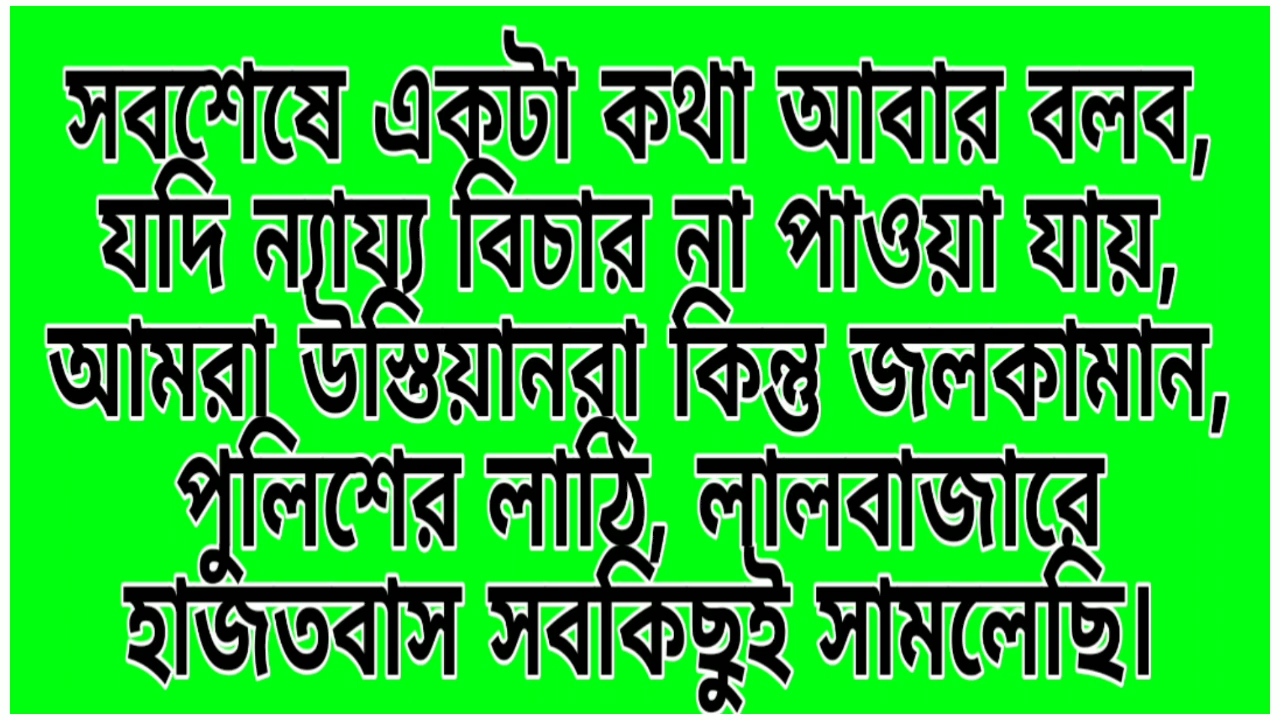 সবশেষে একটা কথা আবার বলব,
যদি ন্যায্য বিচার না পাওয়া যায়,
আমরা উস্তিয়ানরা কিন্তু জলকামান,
পুলিশের লাঠি, লালবাজারে
হাজতবাস সবকিছুই সামলেছি।